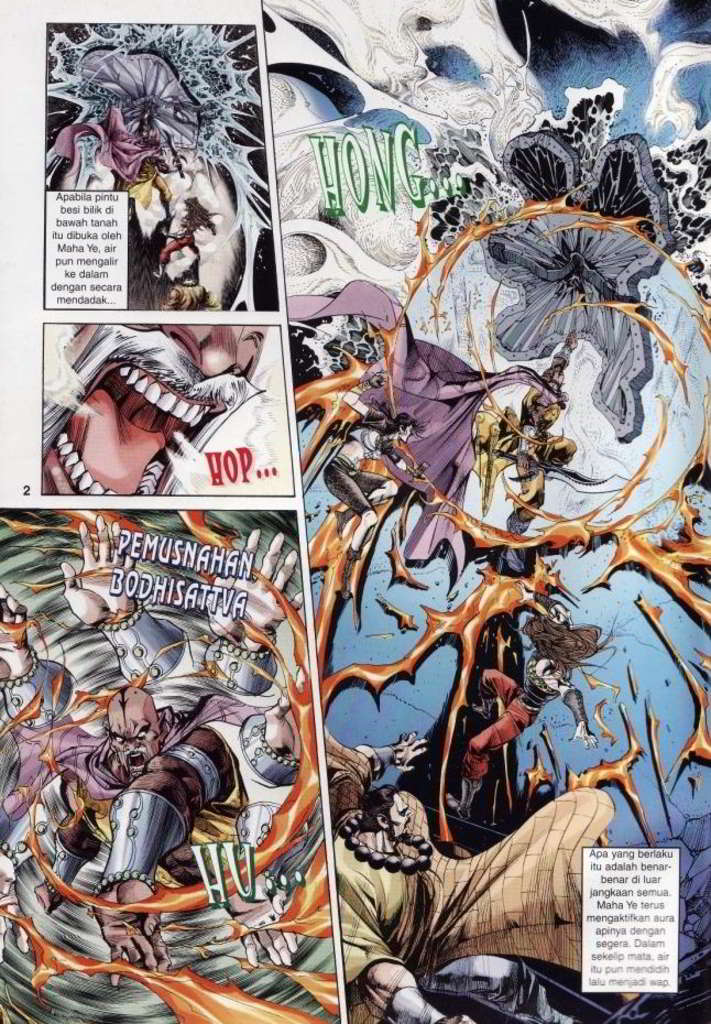 Apabila pintu
besi bilik di
bawah tanah
itu dibuka oleh
Maha Ye, air
pun mengalir
ke dalam
dengan secara
mendadak...
HOP...
2
PEMUSNAHAN
BODHISATTVA
HU...
HONG...
Apa yang berlaku
itu adalah benar-
benar di luar
jangkaan semua.
Maha Ye terus
mengaktifkan aura
apinya dengan
segera. Dalam
sekelip mata, air
itu pun mendidih
lalu menjadi wap.